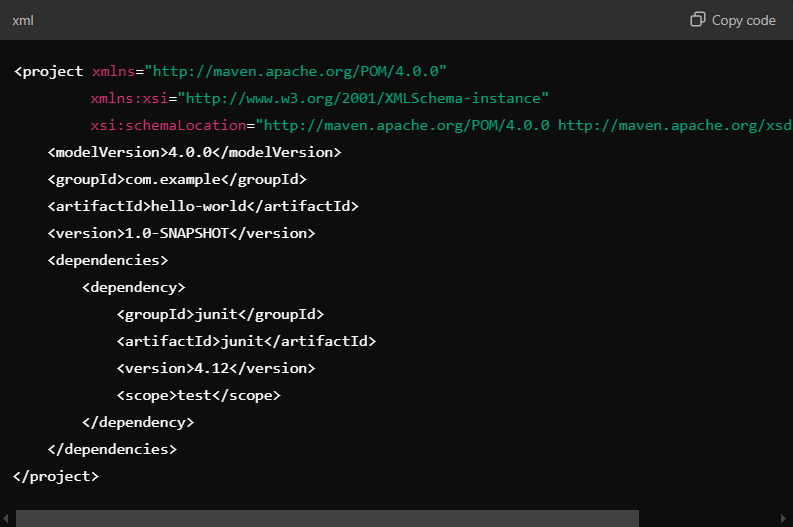 xml
Copy code
<project xmlns="http://maven.apache.org/POM/4.0.0"
xmlns:xsi="http://www.w3.org/2001/XMLSchema-instance"
xsi:schemaLocation="http://maven.apache.org/POM/4.0.0 http://maven.apache.org/xsd
<modelVersion>4.0.0</modelVersion>
<groupId>com.example</groupId>
<artifactId>hello-world</artifactId>
<version>1.0-SNAPSHOT</version>
<dependencies>
<dependency>
<groupId>junit</groupId>
<artifactId>junit</artifactId>
<version>4.12</version>
<scope>test</scope>
</dependency>
</dependencies>
</project>